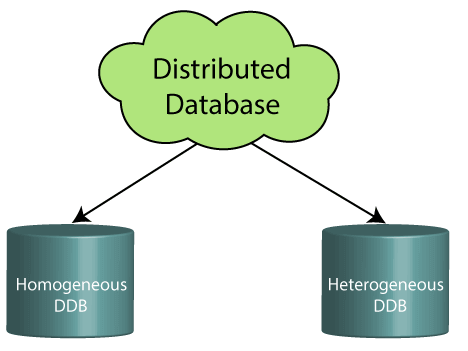 Distributed
Database
Homogeneous
DDB
Heterogeneous
DDB